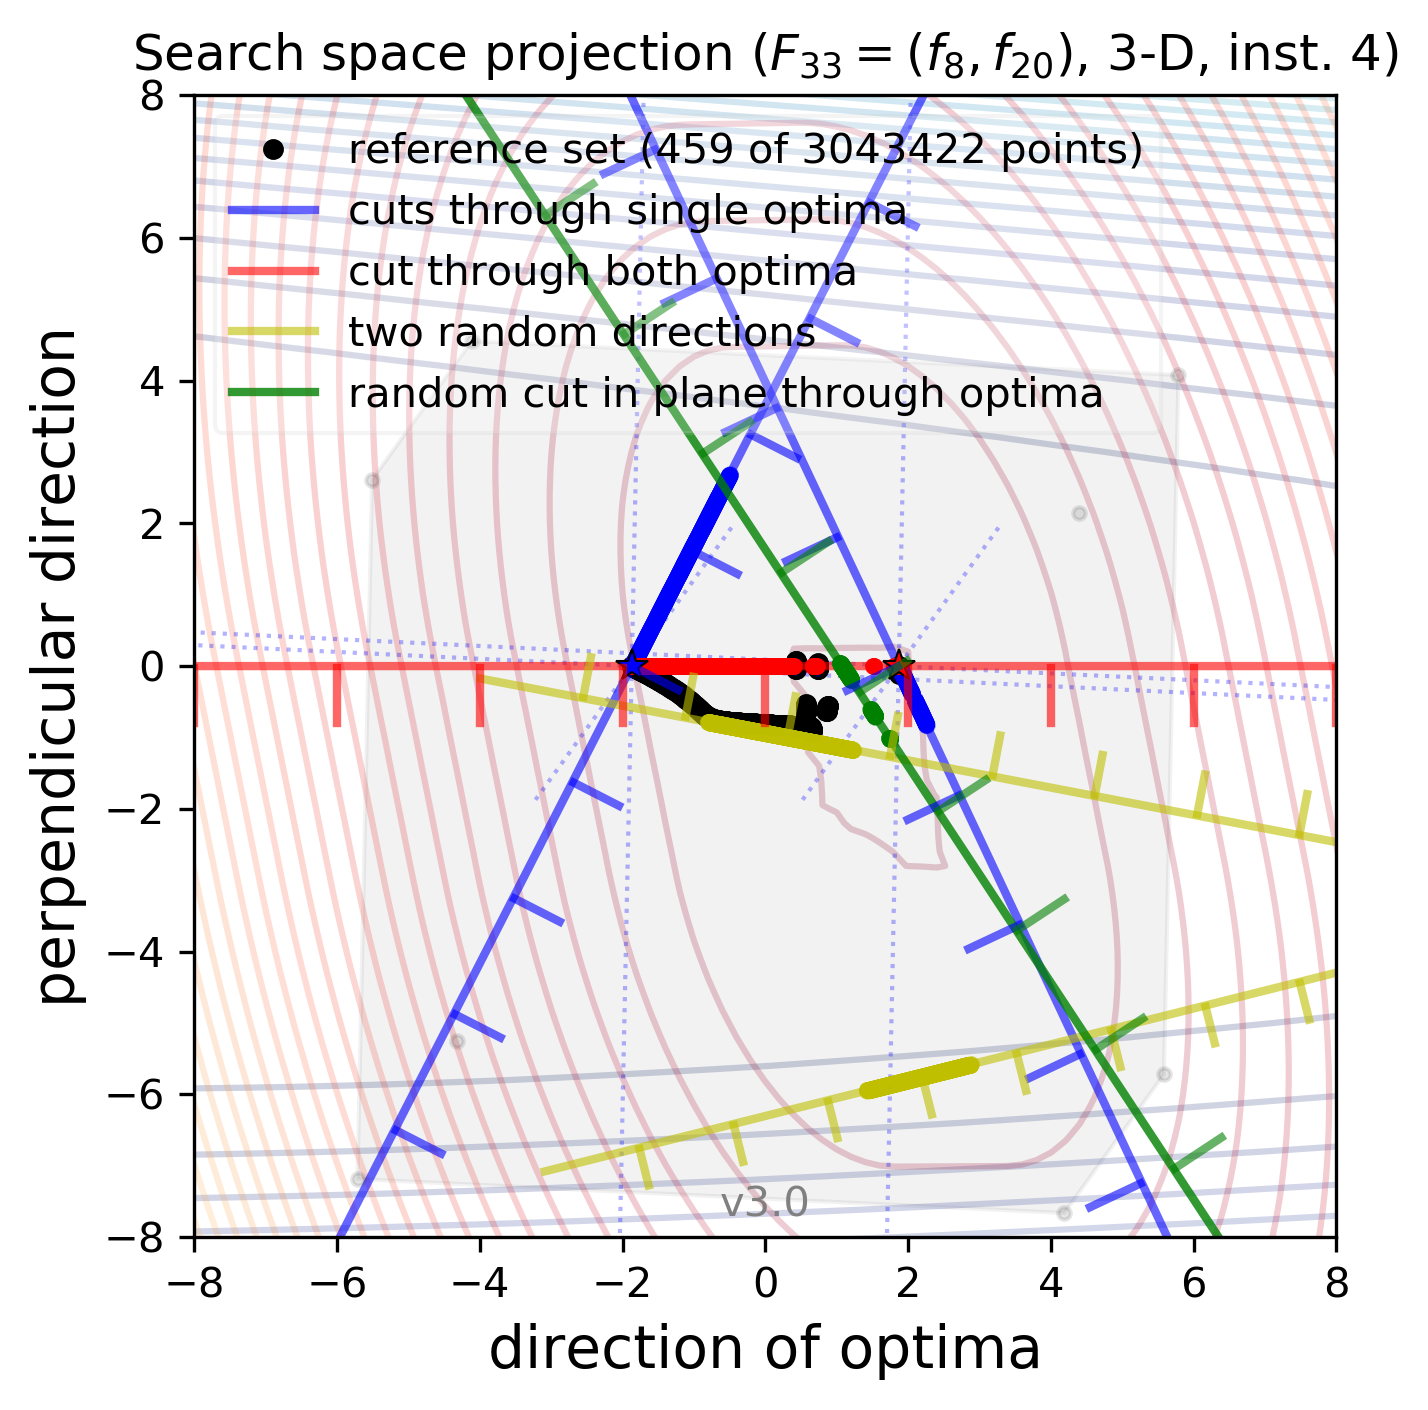 Search space projection (F₃₃ = (f₈, f₂₀), 3-D, inst. 4)
reference set (459 of 3043422 points)
cuts through single optima
cut through both optima
two random directions
random cut in plane through optima
perpendicular direction
8
6
4
2
0
−2
−4
−6
−8
v3.0
−8 −6 −4 −2 0 2 4 6 8
direction of optima